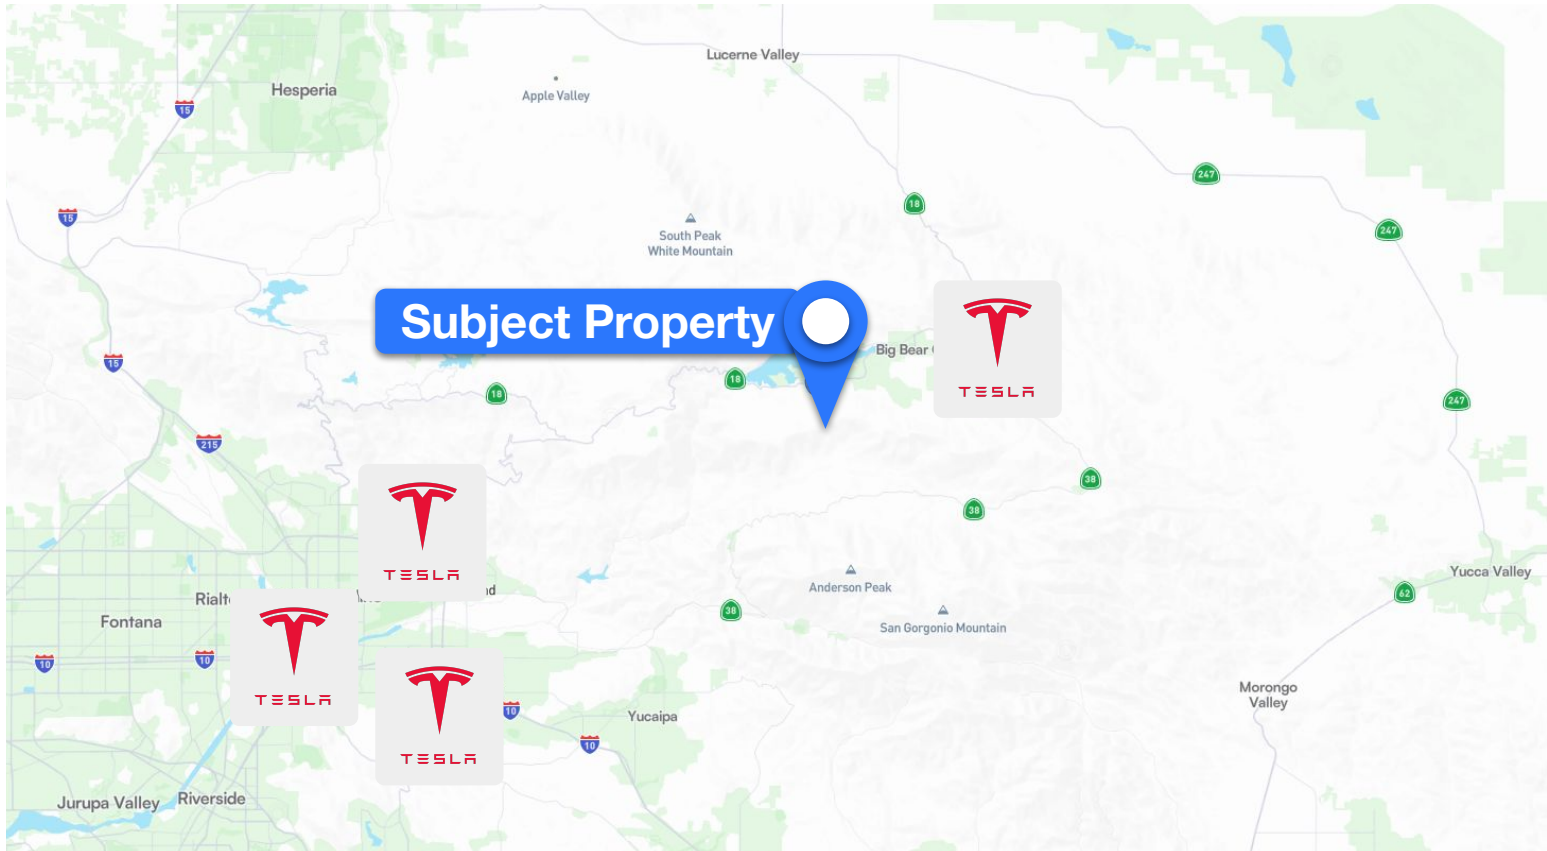 Lucerne Valley
Hesperia
15
Apple Valley
247
18
15
247
South Peak
White Mountain
Subject Property
Big Bear
TESLA
15
18
18
247
215
38
38
TESLA
Yucca Valley
Anderson Peak
62
Fontana
38
San Gorgonio Mountain
TESLA
10
10
Morongo
Valley
TESLA
10
Yucaipa
10
Jurupa Valley
Riverside